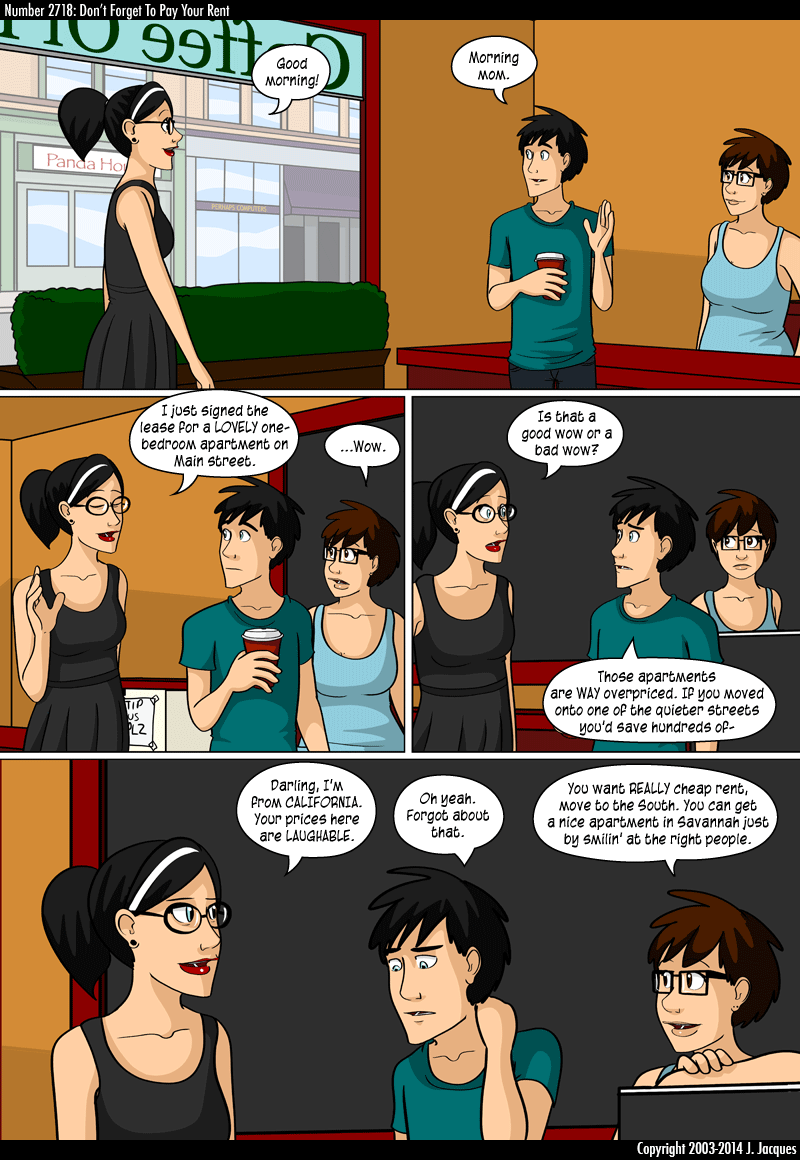 Number 2718: Don't Forget To Pay Your Rent
Coffee Of
Good
morning!
Morning
mom.
Panda Ho
PERHAPS COMPUTERS
I just signed the
lease for a LOVELY one-
bedroom apartment on
Main street.
...Wow.
TIP
US
PLZ
Is that a
good wow or a
bad wow?
Those apartments
are WAY overpriced. If you moved
onto one of the quieter streets
you'd save hundreds of-
Darling, I'm
from CALIFORNIA.
Your prices here
are LAUGHABLE.
Oh yeah.
Forgot about
that.
You want REALLY cheap rent,
move to the South. You can get
a nice apartment in Savannah just
by smilin' at the right people.
Copyright 2003-2014 J. Jacques